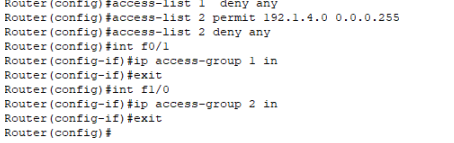 Router(config)#access-list 1  deny any
Router(config)#access-list 2 permit 192.1.4.0 0.0.0.255
Router(config)#access-list 2 deny any
Router(config)#int f0/1
Router(config-if)#ip access-group 1 in
Router(config-if)#exit
Router(config)#int f1/0
Router(config-if)#ip access-group 2 in
Router(config-if)#exit
Router(config)#